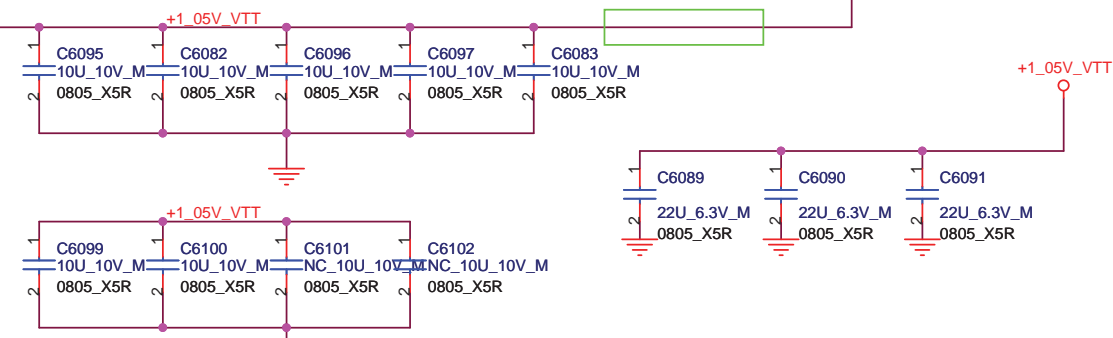 +1_05V_VTT
1
C6095
10U_10V_M
2
0805_X5R
1
C6082
10U_10V_M
2
0805_X5R
1
C6096
10U_10V_M
2
0805_X5R
1
C6097
10U_10V_M
2
0805_X5R
1
C6083
10U_10V_M
2
0805_X5R
+1_05V_VTT
1
C6089
22U_6.3V_M
2
0805_X5R
1
C6090
22U_6.3V_M
2
0805_X5R
1
C6091
22U_6.3V_M
2
0805_X5R
+1_05V_VTT
1
C6099
10U_10V_M
2
0805_X5R
1
C6100
10U_10V_M
2
0805_X5R
1
C6101
NC_10U_10V_M
2
0805_X5R
1
C6102
NC_10U_10V_M
2
0805_X5R